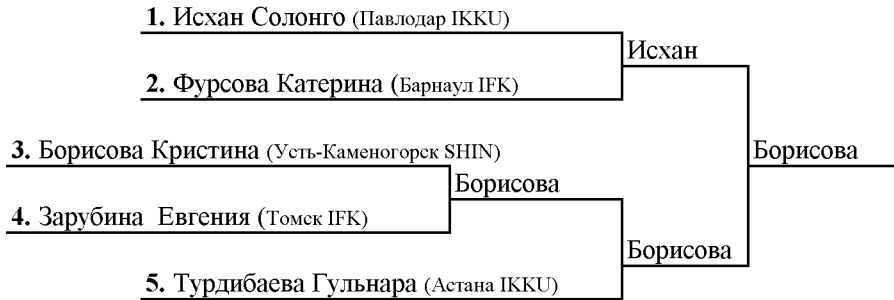 1. Исхан Солонго (Павлодар IKKU)
Исхан
2. Фурсова Катерина (Барнаул IFK)
3. Борисова Кристина (Усть-Каменогорск SHIN)
Борисова
Борисова
4. Зарубина Евгения (Томск IFK)
Борисова
5. Турдибаева Гульнара (Астана IKKU)